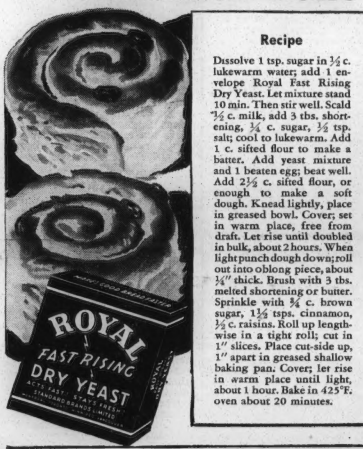 Recipe
Dissolve 1 tsp. sugar in ½ c.
lukewarm water; add 1 en-
velope Royal Fast Rising
Dry Yeast. Let mixture stand
10 min. Then stir well. Scald
½ c. milk, add 3 tbs. short-
ening, ¼ c. sugar, ½ tsp.
salt; cool to lukewarm. Add
1 c. sifted flour to make a
batter. Add yeast mixture
and 1 beaten egg; beat well.
Add 2½ c. sifted flour, or
enough to make a soft
dough. Knead lightly, place
in greased bowl. Cover; set
in warm place, free from
draft. Let rise until doubled
in bulk, about 2 hours. When
light punch dough down; roll
out into oblong piece, about
¼" thick. Brush with 3 tbs.
melted shortening or butter.
Sprinkle with ¾ c. brown
sugar, 1½ tsps. cinnamon,
½ c. raisins. Roll up length-
wise in a tight roll; cut in
1" slices. Place cut-side up,
1" apart in greased shallow
baking pan. Cover; let rise
in warm place until light,
about 1 hour. Bake in 425°F.
oven about 20 minutes.
MAKES GOOD BREAD FASTER
ROYAL
FAST RISING
DRY YEAST
ACTS FAST! STAYS FRESH!
STANDARD BRANDS LIMITED